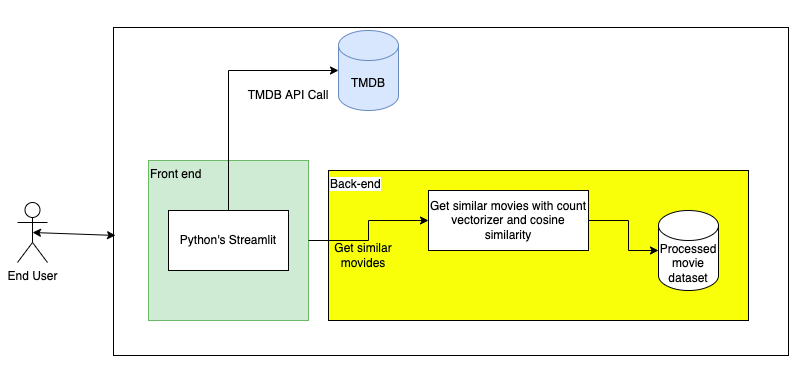 TMDB
TMDB API Call
Front end
Back-end
Get similar movies with count
vectorizer and cosine
similarity
Python's Streamlit
Get similar
movides
Processed
movie
dataset
End User